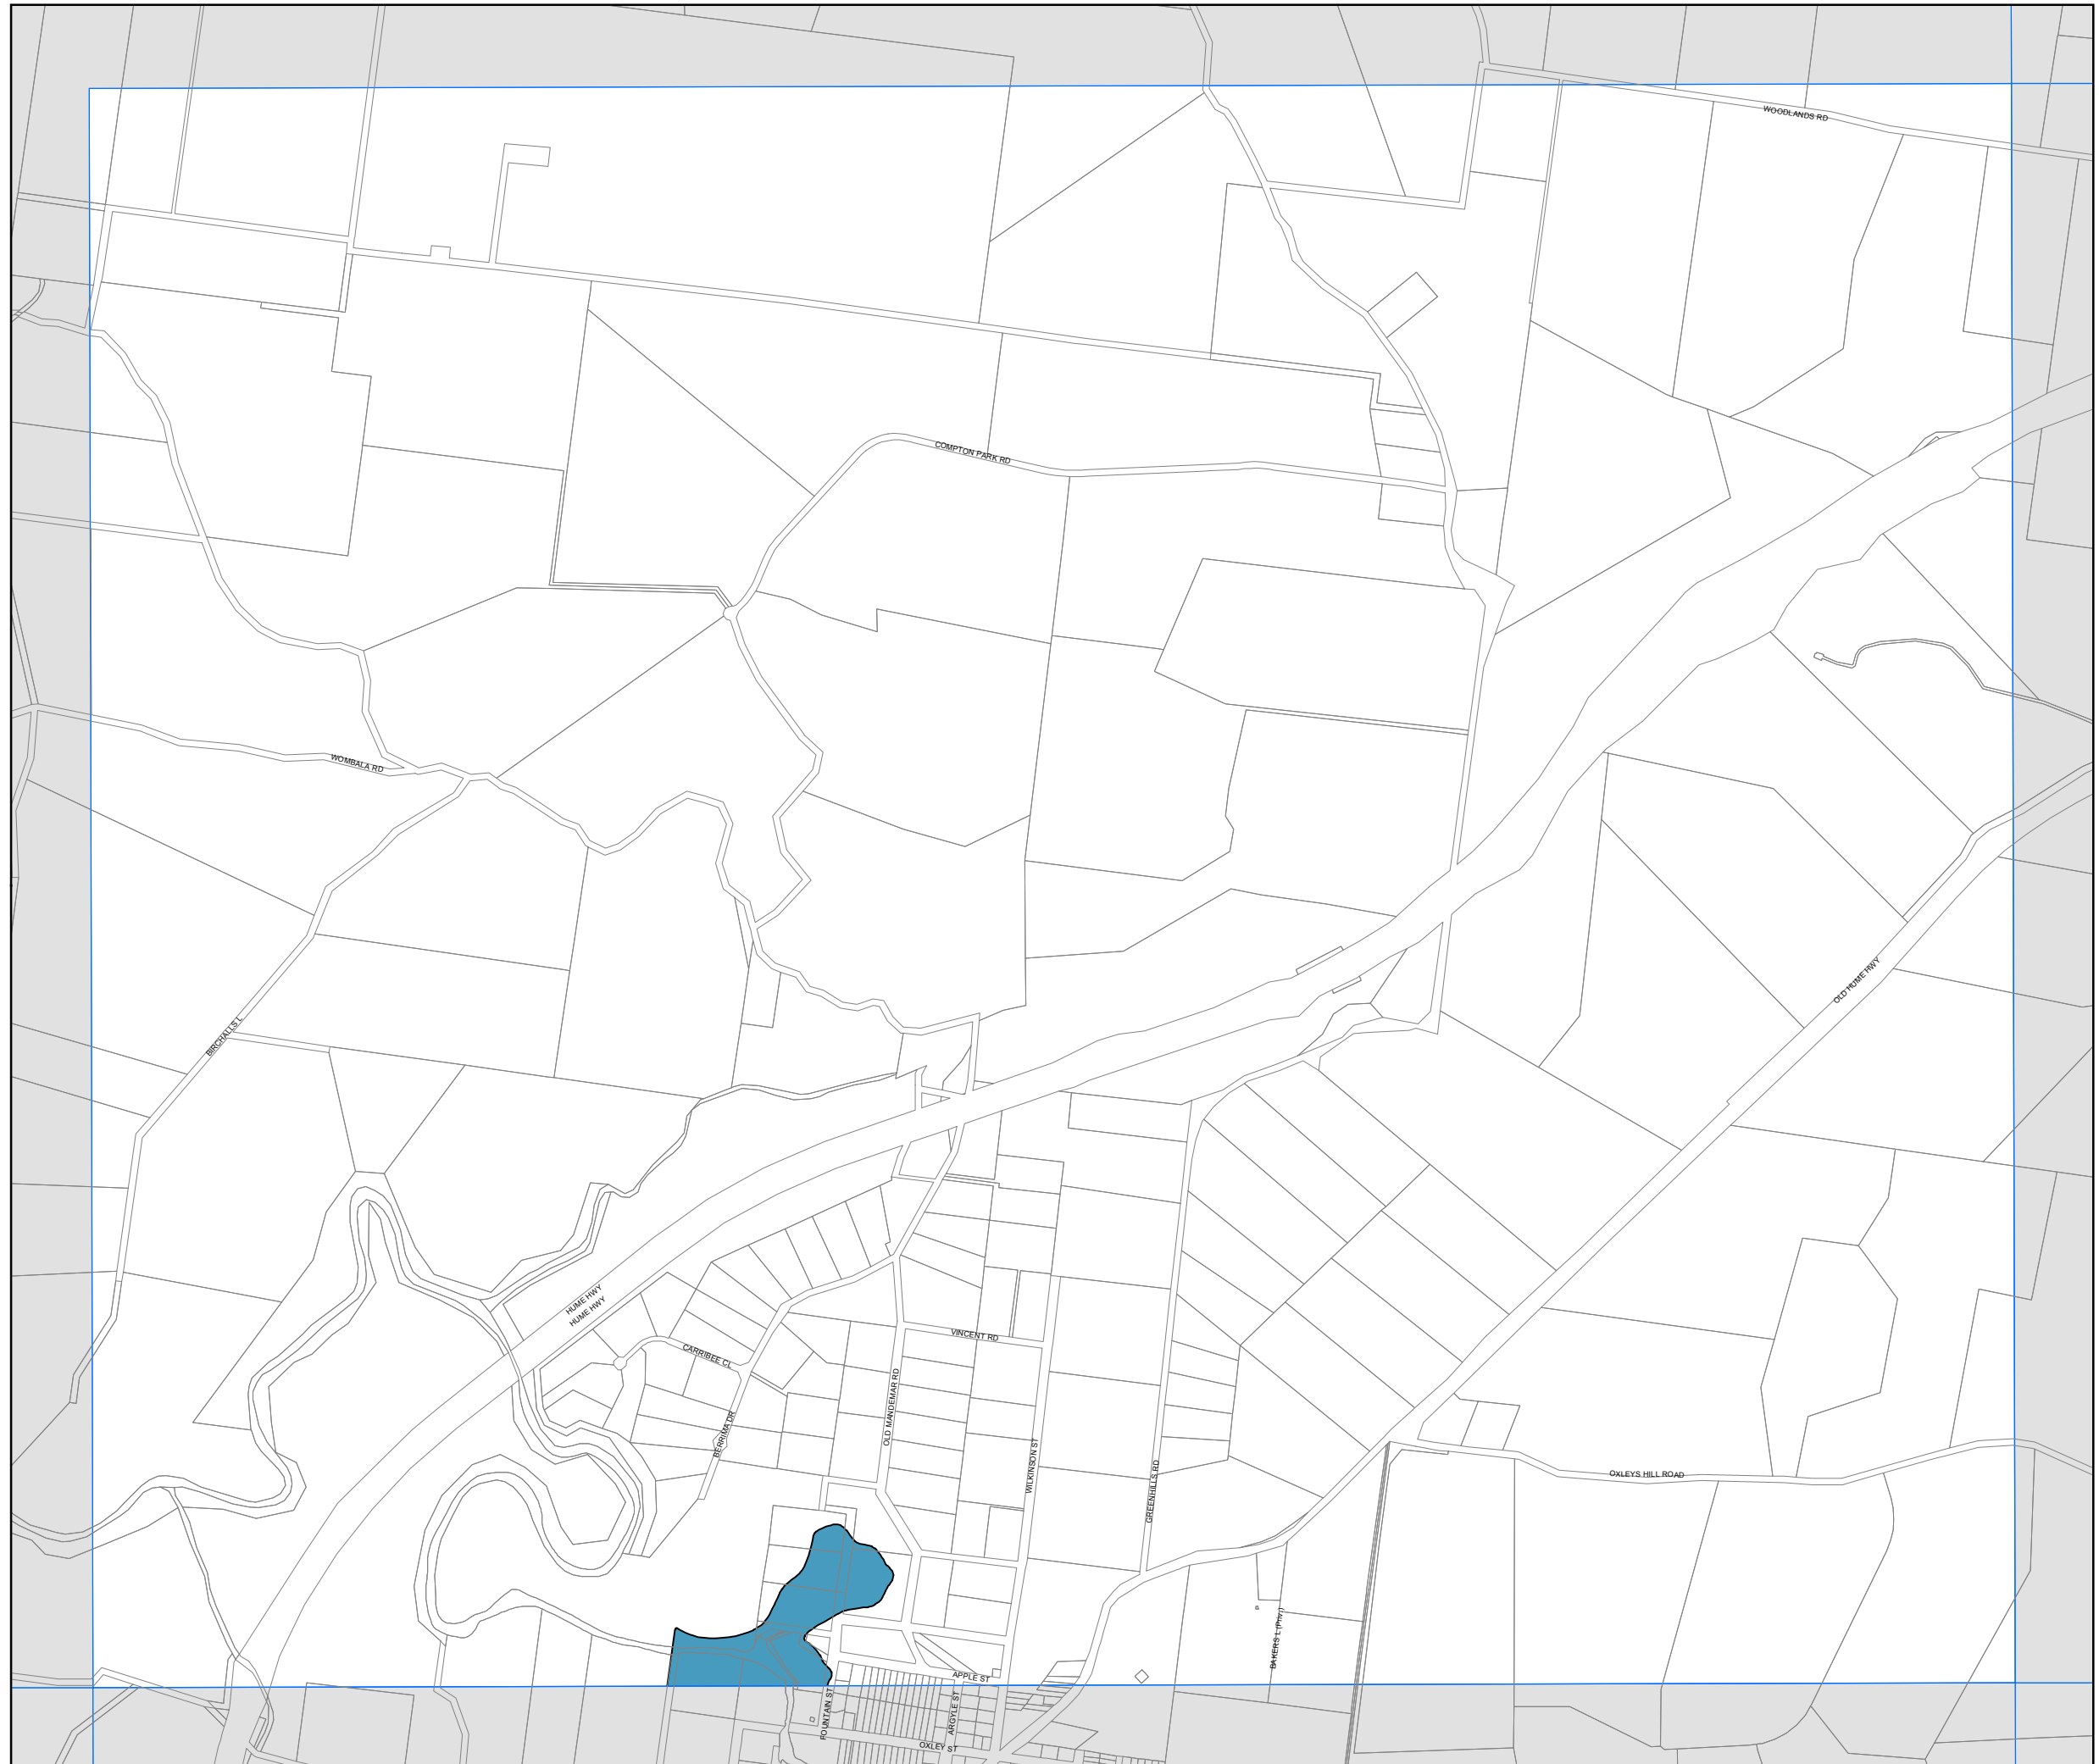 WOODLANDS RD
COMPTON PARK RD
WOMBALA RD
OLD HUME HWY
BIRCHALLS L
HUME HWY
HUME HWY
VINCENT RD
CARRIBEE CL
OLD MANDEMAR RD
BERRIMA DR
WILKINSON ST
GREENHILLS RD
OXLEYS HILL ROAD
BAKERS L (Priv.)
APPLE ST
FOUNTAIN ST
ARGYLE ST
OXLEY ST